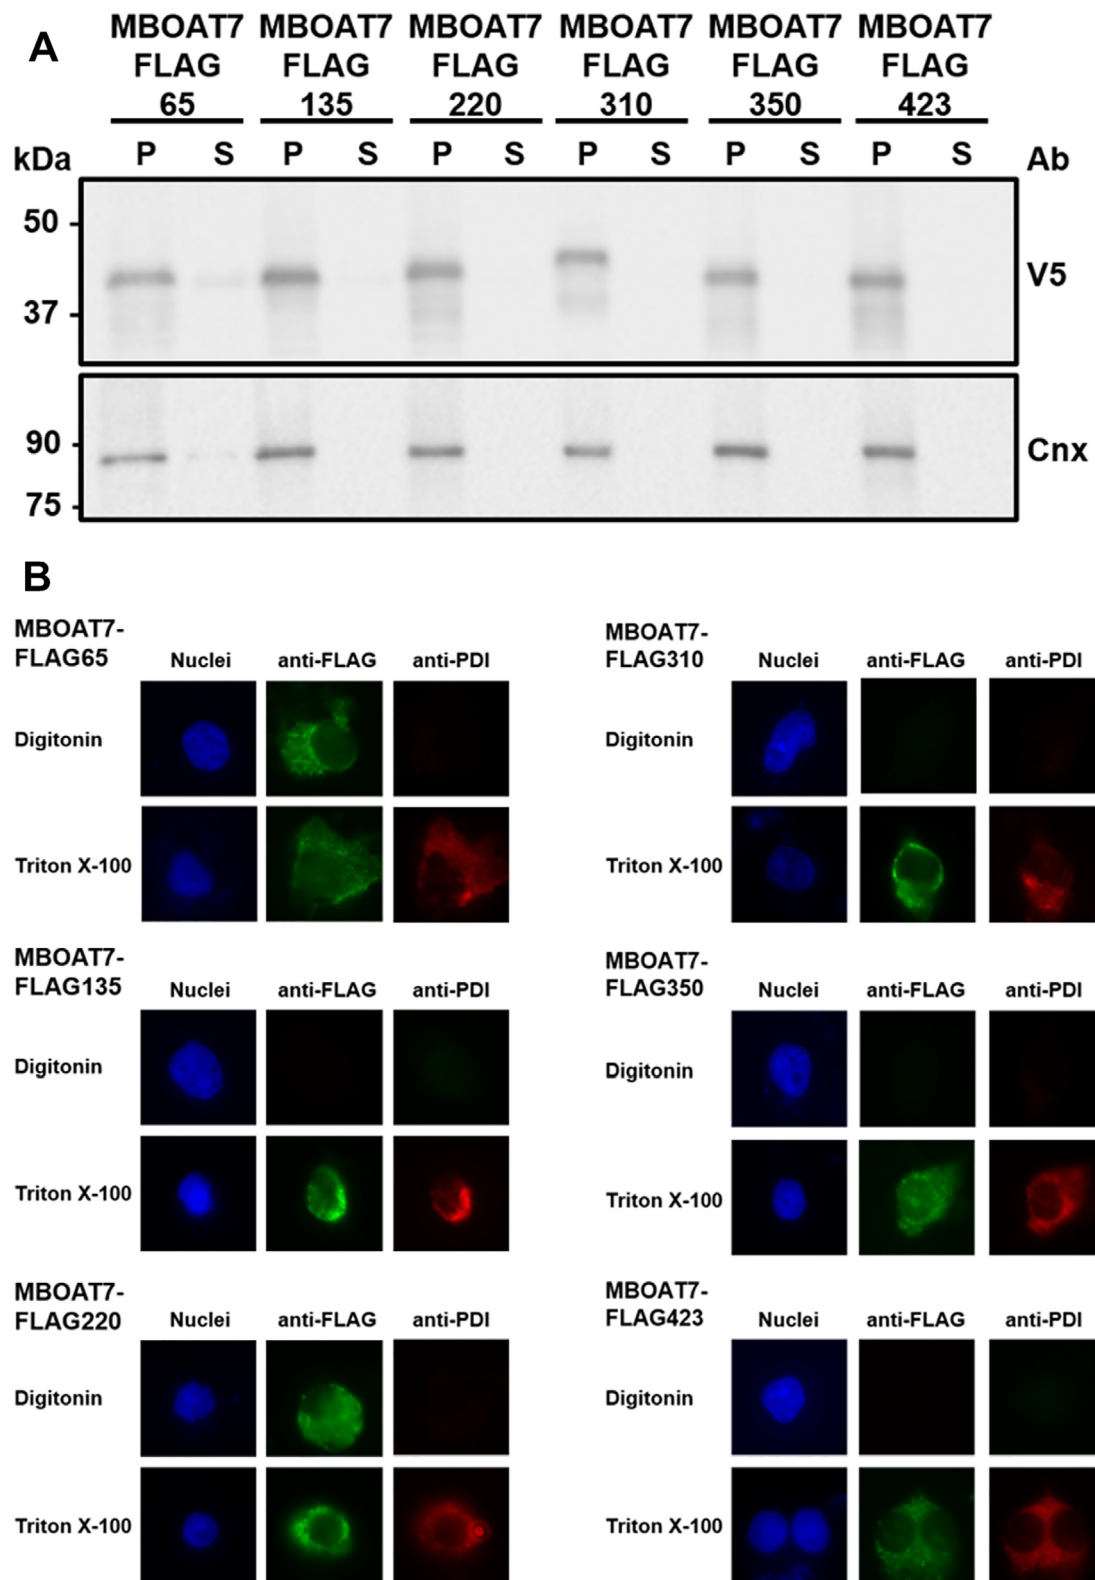 A
MBOAT7 MBOAT7 MBOAT7 MBOAT7 MBOAT7 MBOAT7
FLAG FLAG FLAG FLAG FLAG FLAG
65 135 220 310 350 423
kDa P S P S P S P S P S P S Ab
50
V5
37
90
Cnx
75
B
MBOAT7-
FLAG65 Nuclei anti-FLAG anti-PDI
Digitonin
Triton X-100
MBOAT7-
FLAG310 Nuclei anti-FLAG anti-PDI
Digitonin
Triton X-100
MBOAT7-
FLAG135 Nuclei anti-FLAG anti-PDI
Digitonin
Triton X-100
MBOAT7-
FLAG350 Nuclei anti-FLAG anti-PDI
Digitonin
Triton X-100
MBOAT7-
FLAG220 Nuclei anti-FLAG anti-PDI
Digitonin
Triton X-100
MBOAT7-
FLAG423 Nuclei anti-FLAG anti-PDI
Digitonin
Triton X-100